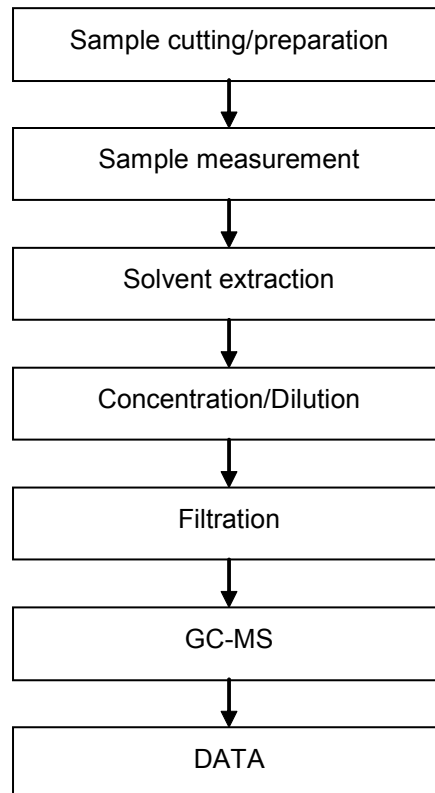 Sample cutting/preparation
Sample measurement
Solvent extraction
Concentration/Dilution
Filtration
GC-MS
DATA